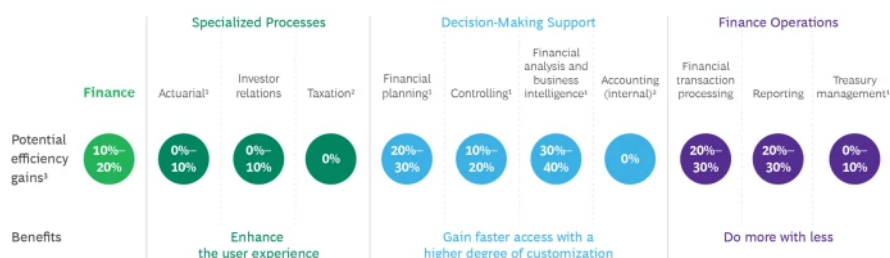 Specialized Processes
Decision-Making Support
Finance Operations
Finance
Actuarial¹
Investor
relations
Taxation²
Financial
planning¹
Controlling¹
Financial
analysis and
business
intelligence¹
Accounting
(internal)²
Financial
transaction
processing
Reporting
Treasury
management¹
Potential
efficiency
gains³
10%–
20%
0%–
10%
0%–
10%
0%
20%–
30%
10%–
20%
30%–
40%
0%
20%–
30%
20%–
30%
0%–
10%
Benefits
Enhance
the user experience
Gain faster access with a
higher degree of customization
Do more with less